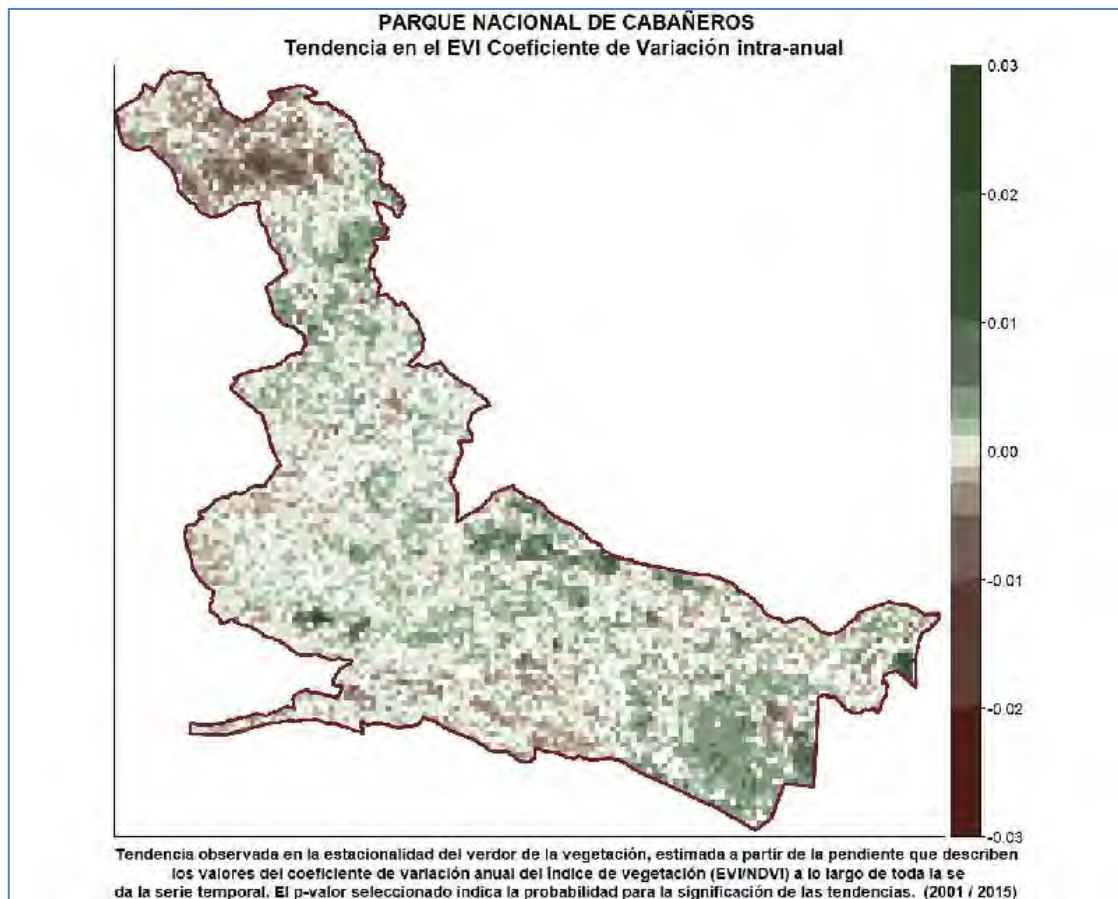 PARQUE NACIONAL DE CABAÑEROS
Tendencia en el EVI Coeficiente de Variación intra-anual
0.03
0.02
0.01
0.00
-0.01
-0.02
-0.03
Tendencia observada en la estacionalidad del verdor de la vegetación, estimada a partir de la pendiente que describen
los valores del coeficiente de variación anual del índice de vegetación (EVI/NDVI) a lo largo de toda la se
da la serie temporal. El p-valor seleccionado indica la probabilidad para la significación de las tendencias. (2001 / 2015)